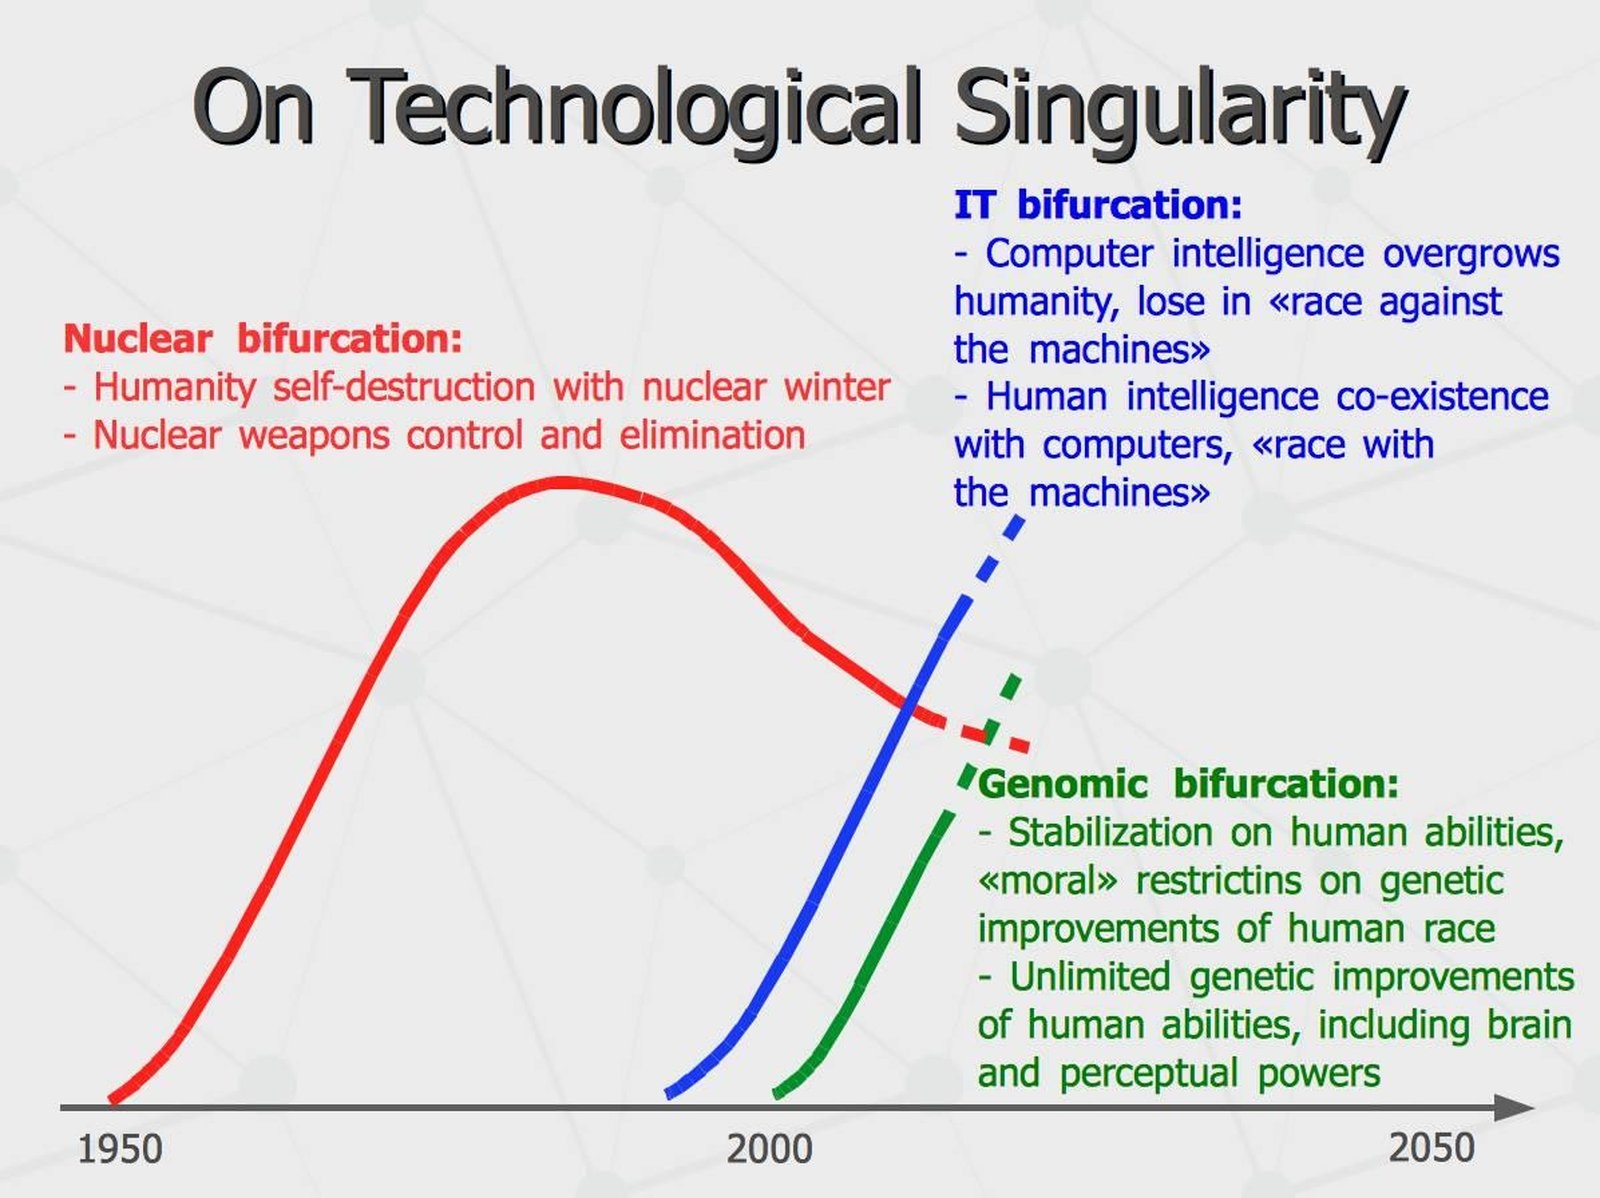 On Technological Singularity
IT bifurcation:
- Computer intelligence overgrows
humanity, lose in «race against
the machines»
- Human intelligence co-existence
with computers, «race with
the machines»
Nuclear bifurcation:
- Humanity self-destruction with nuclear winter
- Nuclear weapons control and elimination
Genomic bifurcation:
- Stabilization on human abilities,
«moral» restrictins on genetic
improvements of human race
- Unlimited genetic improvements
of human abilities, including brain
and perceptual powers
1950
2000
2050